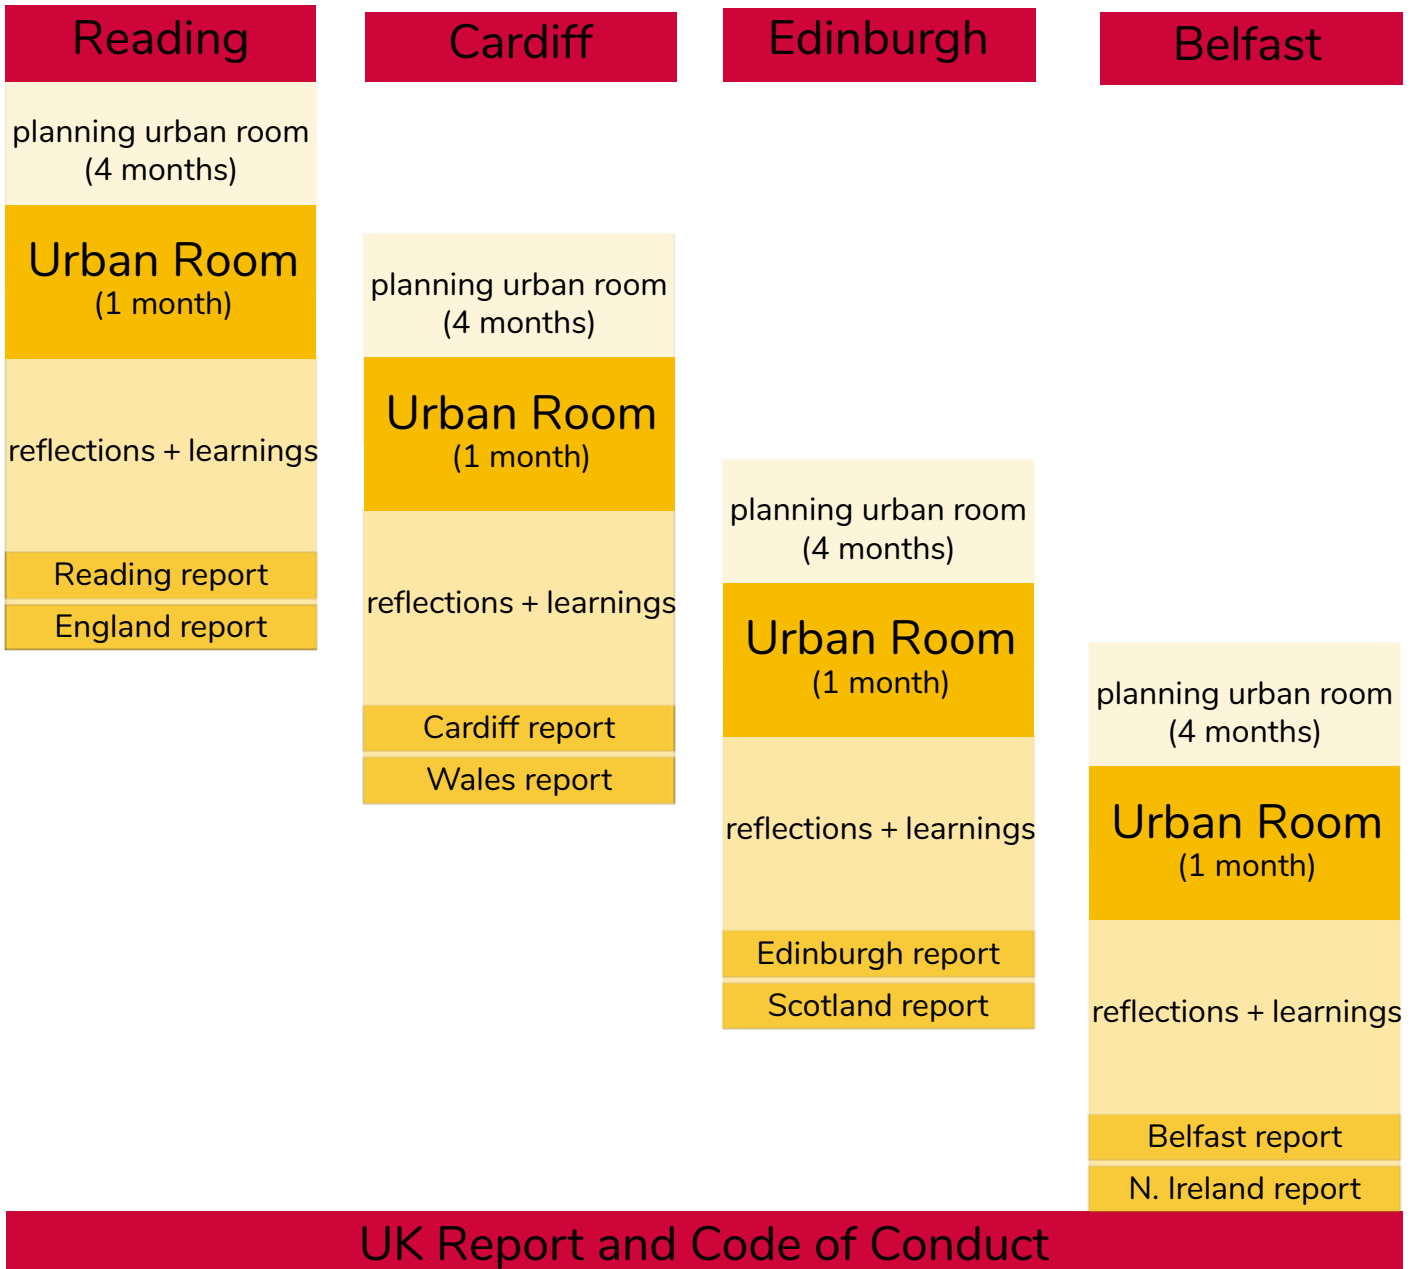 Reading
planning urban room
(4 months)
Urban Room
(1 month)
reflections + learnings
Reading report
England report
Cardiff
planning urban room
(4 months)
Urban Room
(1 month)
reflections + learnings
Cardiff report
Wales report
Edinburgh
planning urban room
(4 months)
Urban Room
(1 month)
reflections + learnings
Edinburgh report
Scotland report
Belfast
planning urban room
(4 months)
Urban Room
(1 month)
reflections + learnings
Belfast report
N. Ireland report
UK Report and Code of Conduct